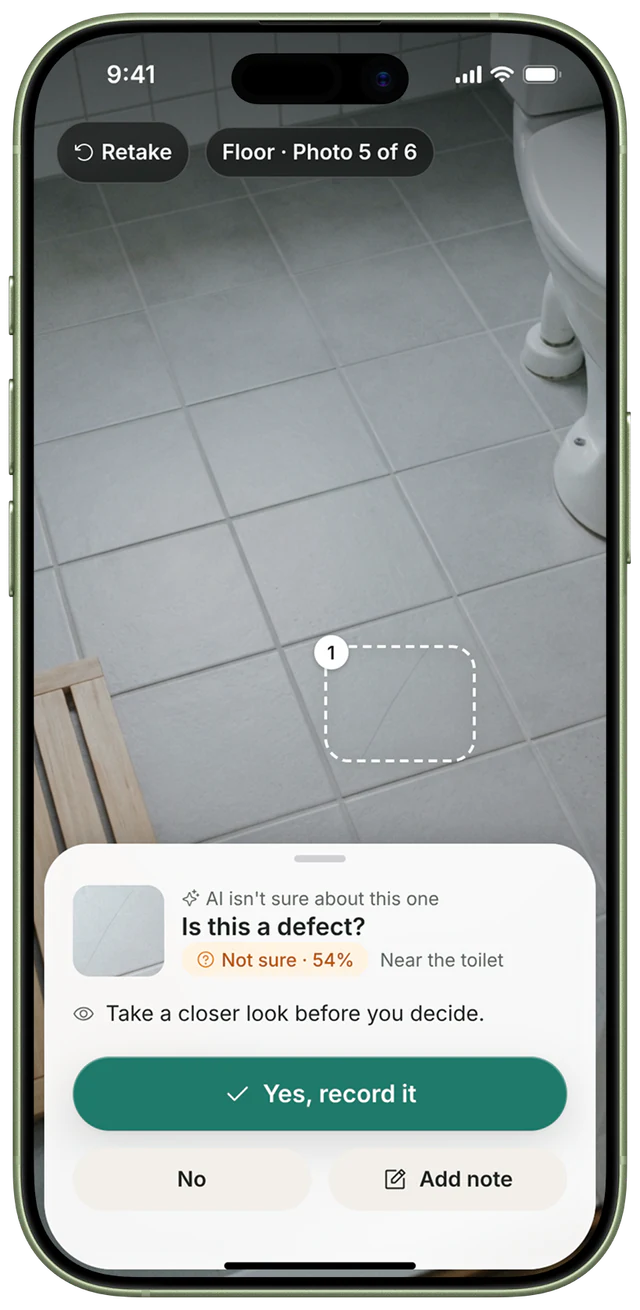 9:41
Retake
Floor · Photo 5 of 6
1
AI isn't sure about this one
Is this a defect?
Not sure · 54%
Near the toilet
Take a closer look before you decide.
Yes, record it
No
Add note